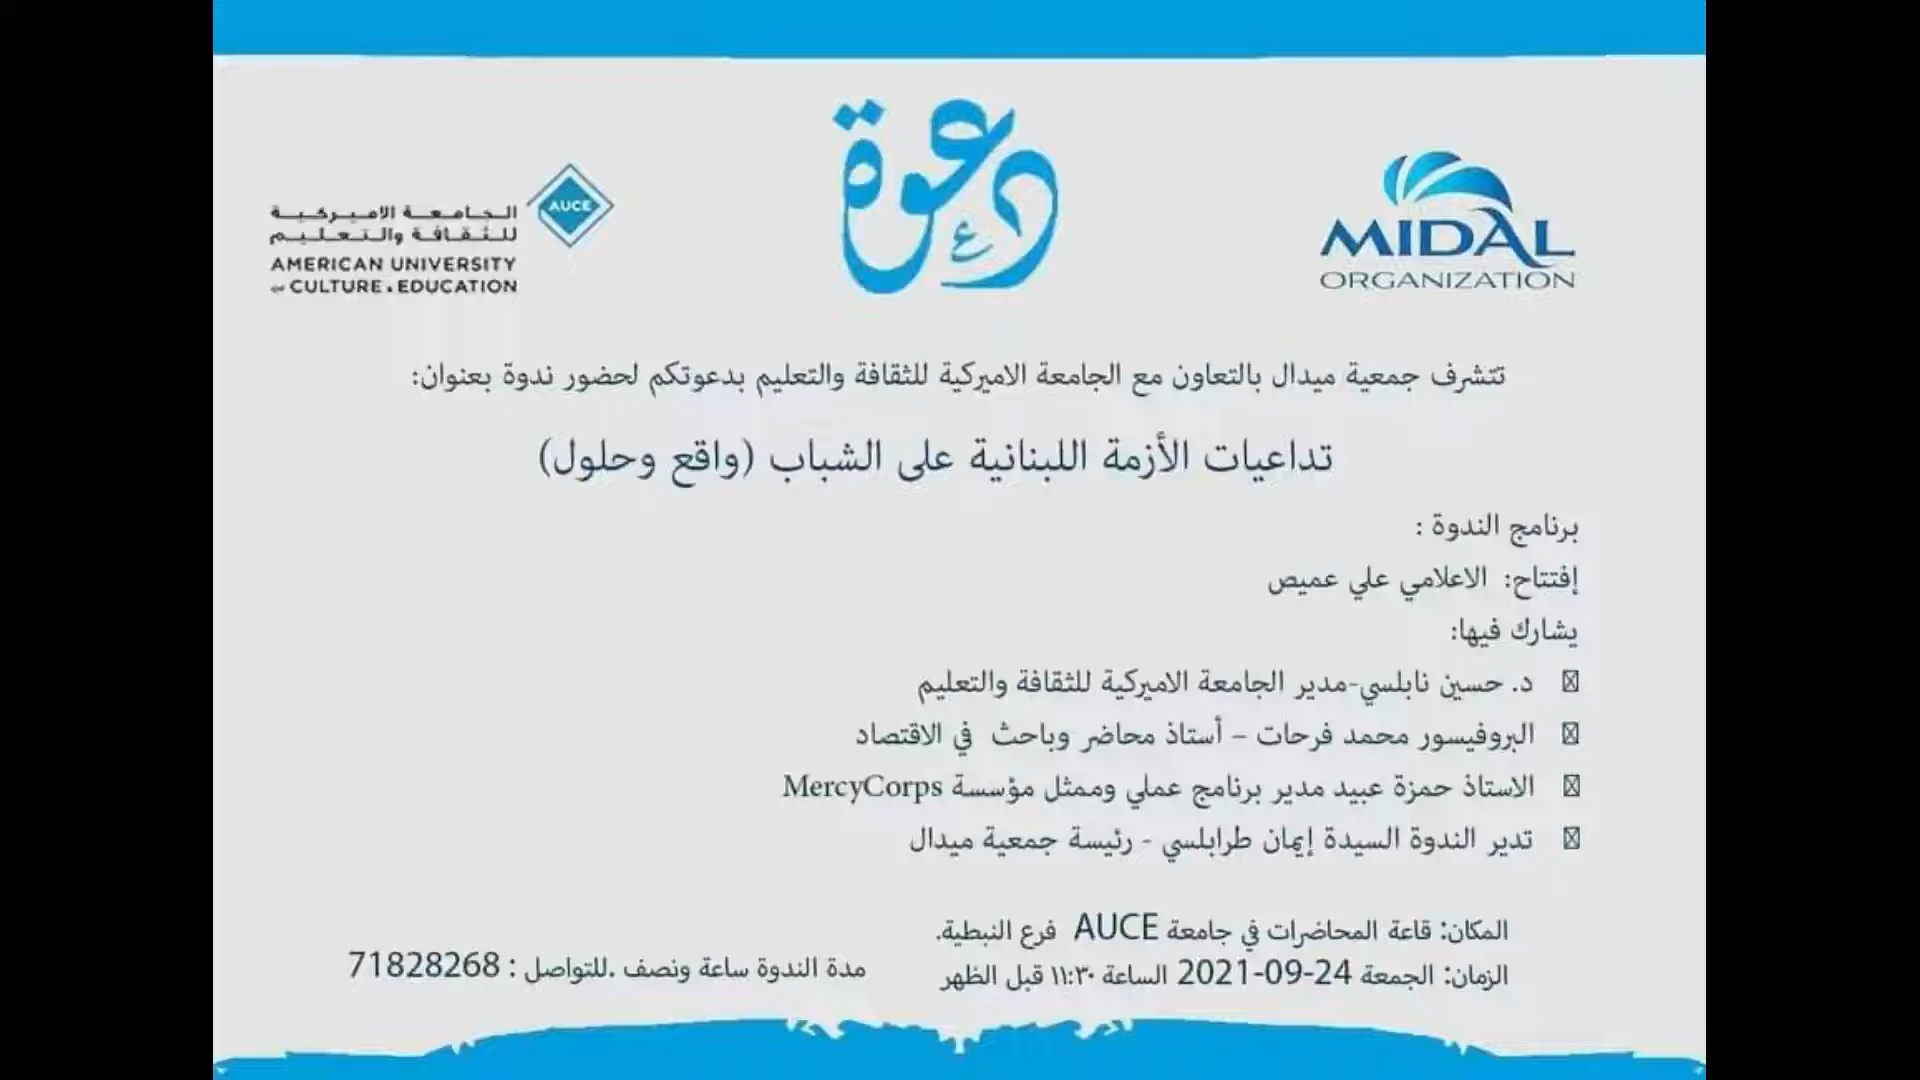 دعوة
MIDAL
ORGANIZATION
AUCE
الجامعة الاميركية
للثقافة والتعليم
AMERICAN UNIVERSITY
of CULTURE & EDUCATION
تتشرف جمعية ميدال بالتعاون مع الجامعة الاميركية للثقافة والتعليم بدعوتكم لحضور ندوة بعنوان:
تداعيات الأزمة اللبنانية على الشباب (واقع وحلول)
برنامج الندوة :
إفتتاح: الاعلامي علي عميص
يشارك فيها:
د. حسين نابلسي-مدير الجامعة الاميركية للثقافة والتعليم
البروفيسور محمد فرحات – أستاذ محاضر وباحث في الاقتصاد
الاستاذ حمزة عبيد مدير برنامج عملي وممثل مؤسسة MercyCorps
تدير الندوة السيدة إيمان طرابلسي - رئيسة جمعية ميدال
المكان: قاعة المحاضرات في جامعة AUCE فرع النبطية.
الزمان: الجمعة 24-09-2021 الساعة ١١:٣٠ قبل الظهر
مدة الندوة ساعة ونصف .للتواصل : 71828268